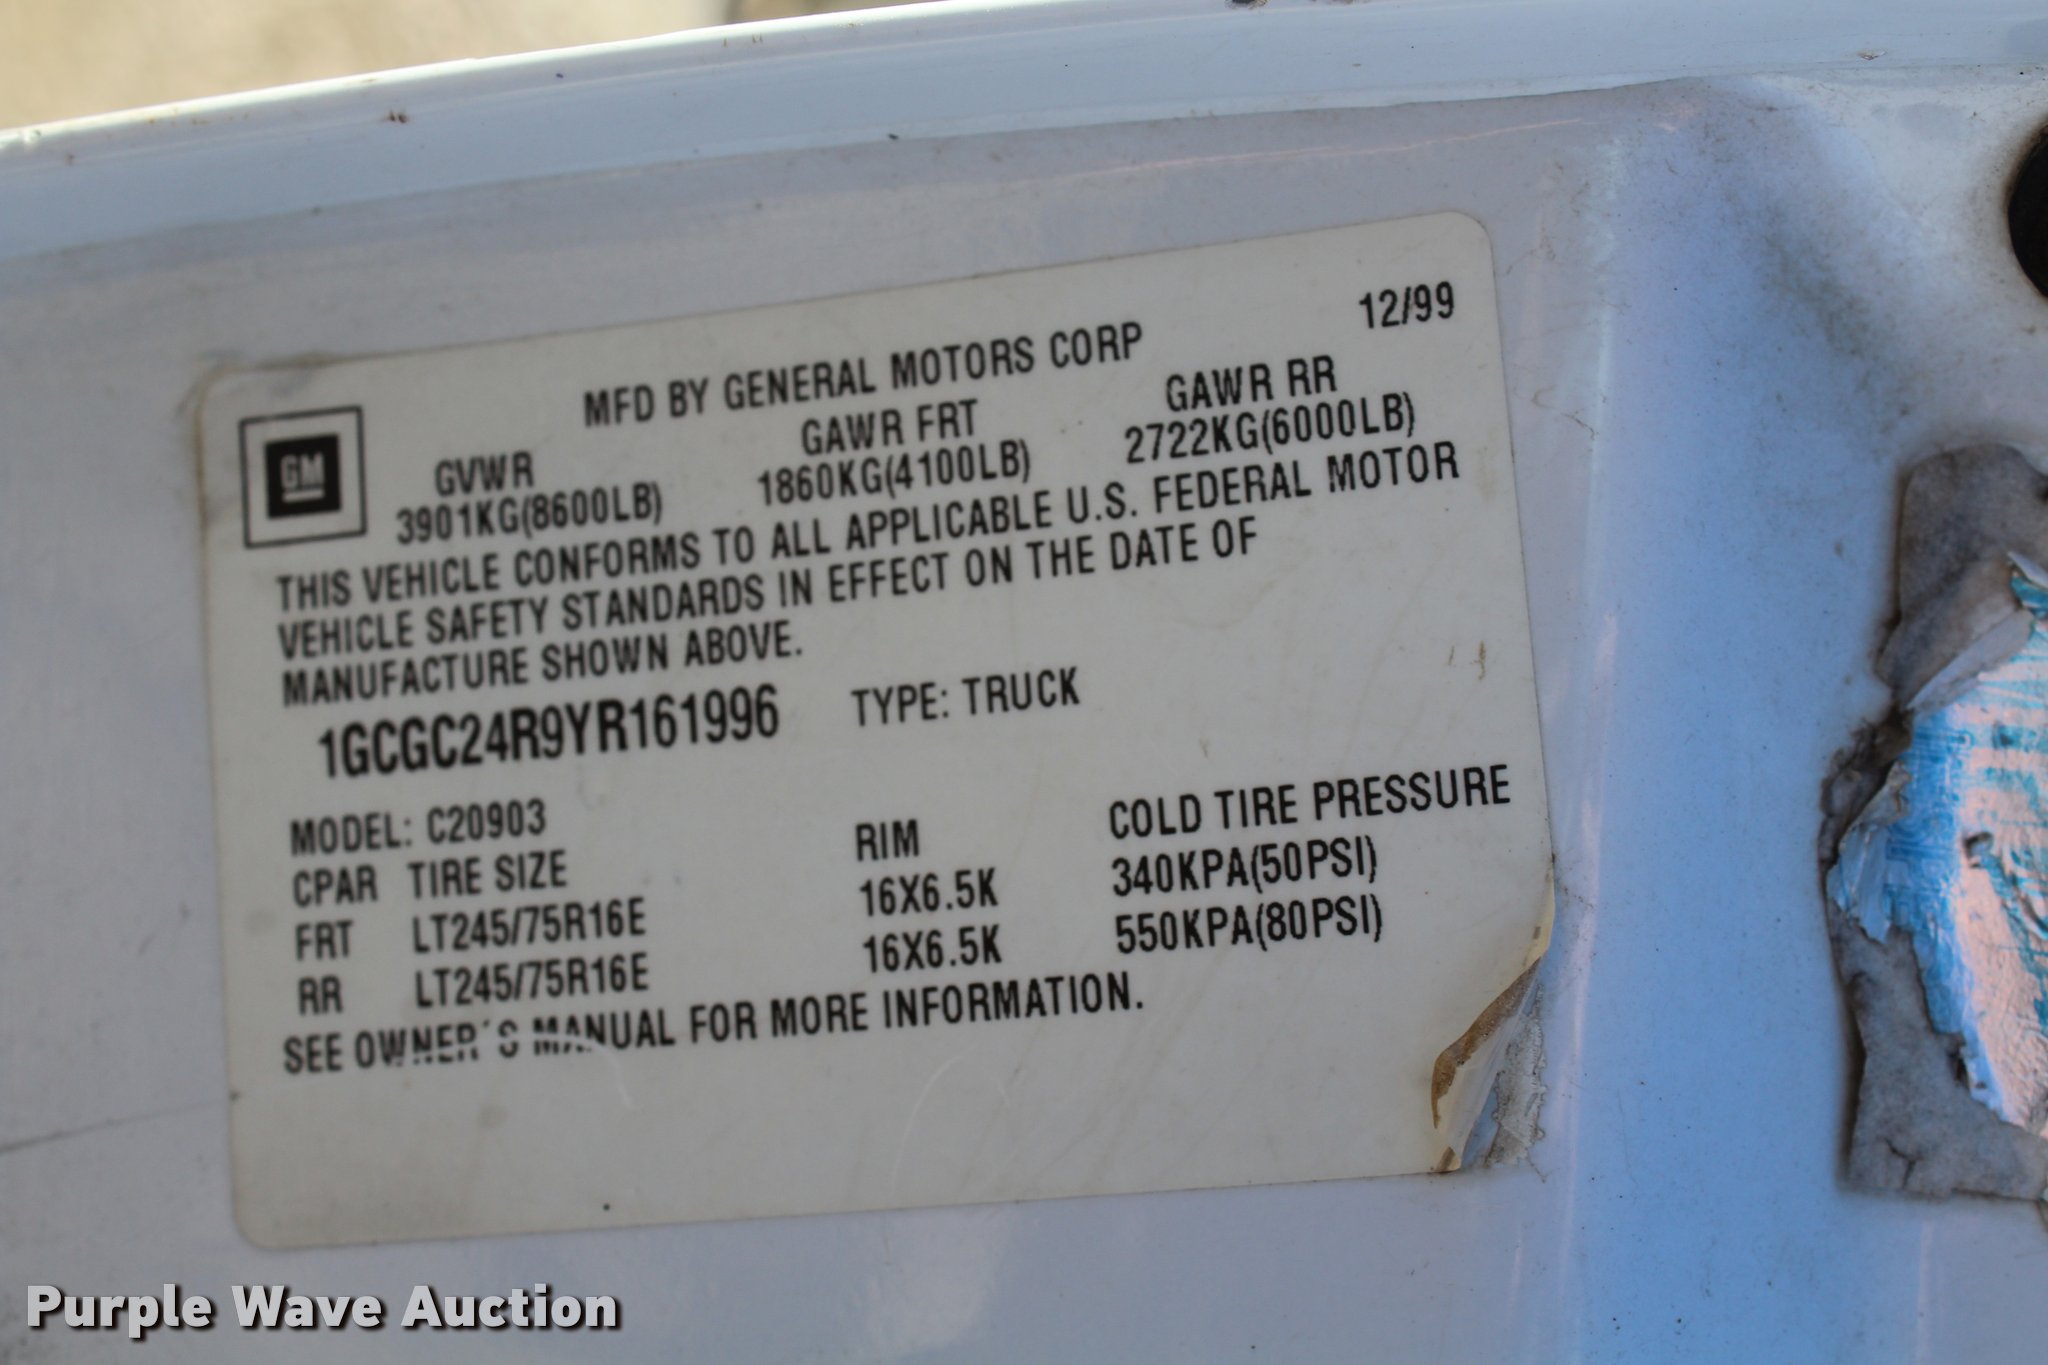 12/99
MFD BY GENERAL MOTORS CORP
GM
GVWR GAWR FRT GAWR RR
3901KG(8600LB) 1860KG(4100LB) 2722KG(6000LB)
THIS VEHICLE CONFORMS TO ALL APPLICABLE U.S. FEDERAL MOTOR
VEHICLE SAFETY STANDARDS IN EFFECT ON THE DATE OF
MANUFACTURE SHOWN ABOVE.
1GCGC24R9YR161996 TYPE: TRUCK
MODEL: C20903
CPAR TIRE SIZE RIM COLD TIRE PRESSURE
FRT LT245/75R16E 16X6.5K 340KPA(50PSI)
RR LT245/75R16E 16X6.5K 550KPA(80PSI)
SEE OWNER´S MANUAL FOR MORE INFORMATION.
Purple Wave Auction